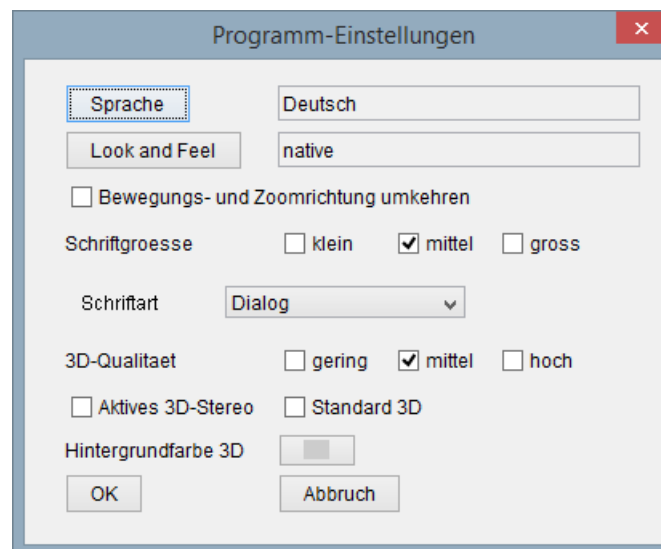 Programm-Einstellungen
Sprache Deutsch
Look and Feel native
Bewegungs- und Zoomrichtung umkehren
Schriftgroesse klein mittel gross
Schriftart Dialog
3D-Qualitaet gering mittel hoch
Aktives 3D-Stereo Standard 3D
Hintergrundfarbe 3D
OK Abbruch